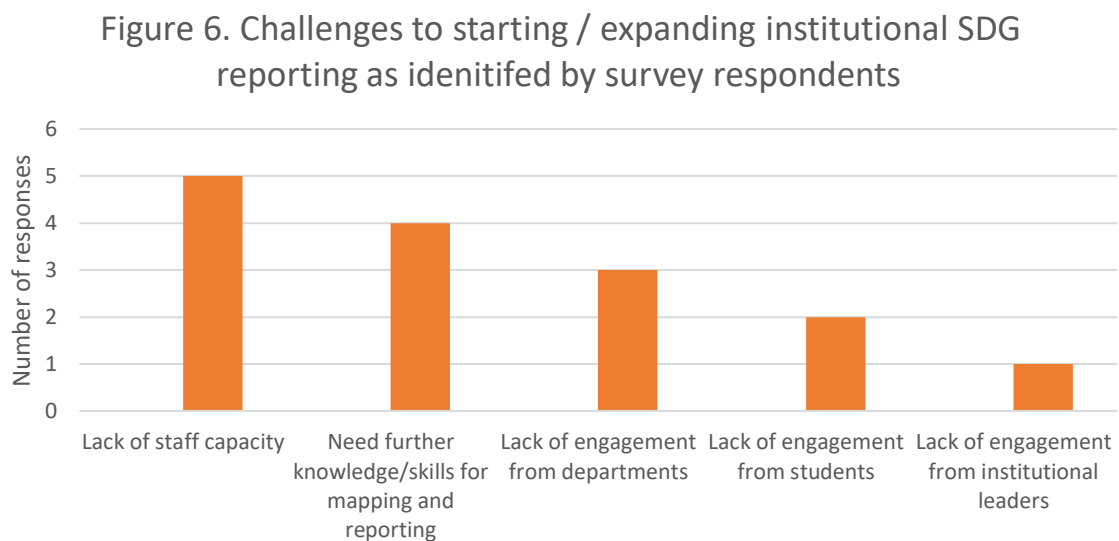 Figure 6. Challenges to starting / expanding institutional SDG
reporting as idenitifed by survey respondents
Number of responses
6
5
4
3
2
1
0
Lack of staff capacity
Need further
knowledge/skills for
mapping and
reporting
Lack of engagement
from departments
Lack of engagement
from students
Lack of engagement
from institutional
leaders